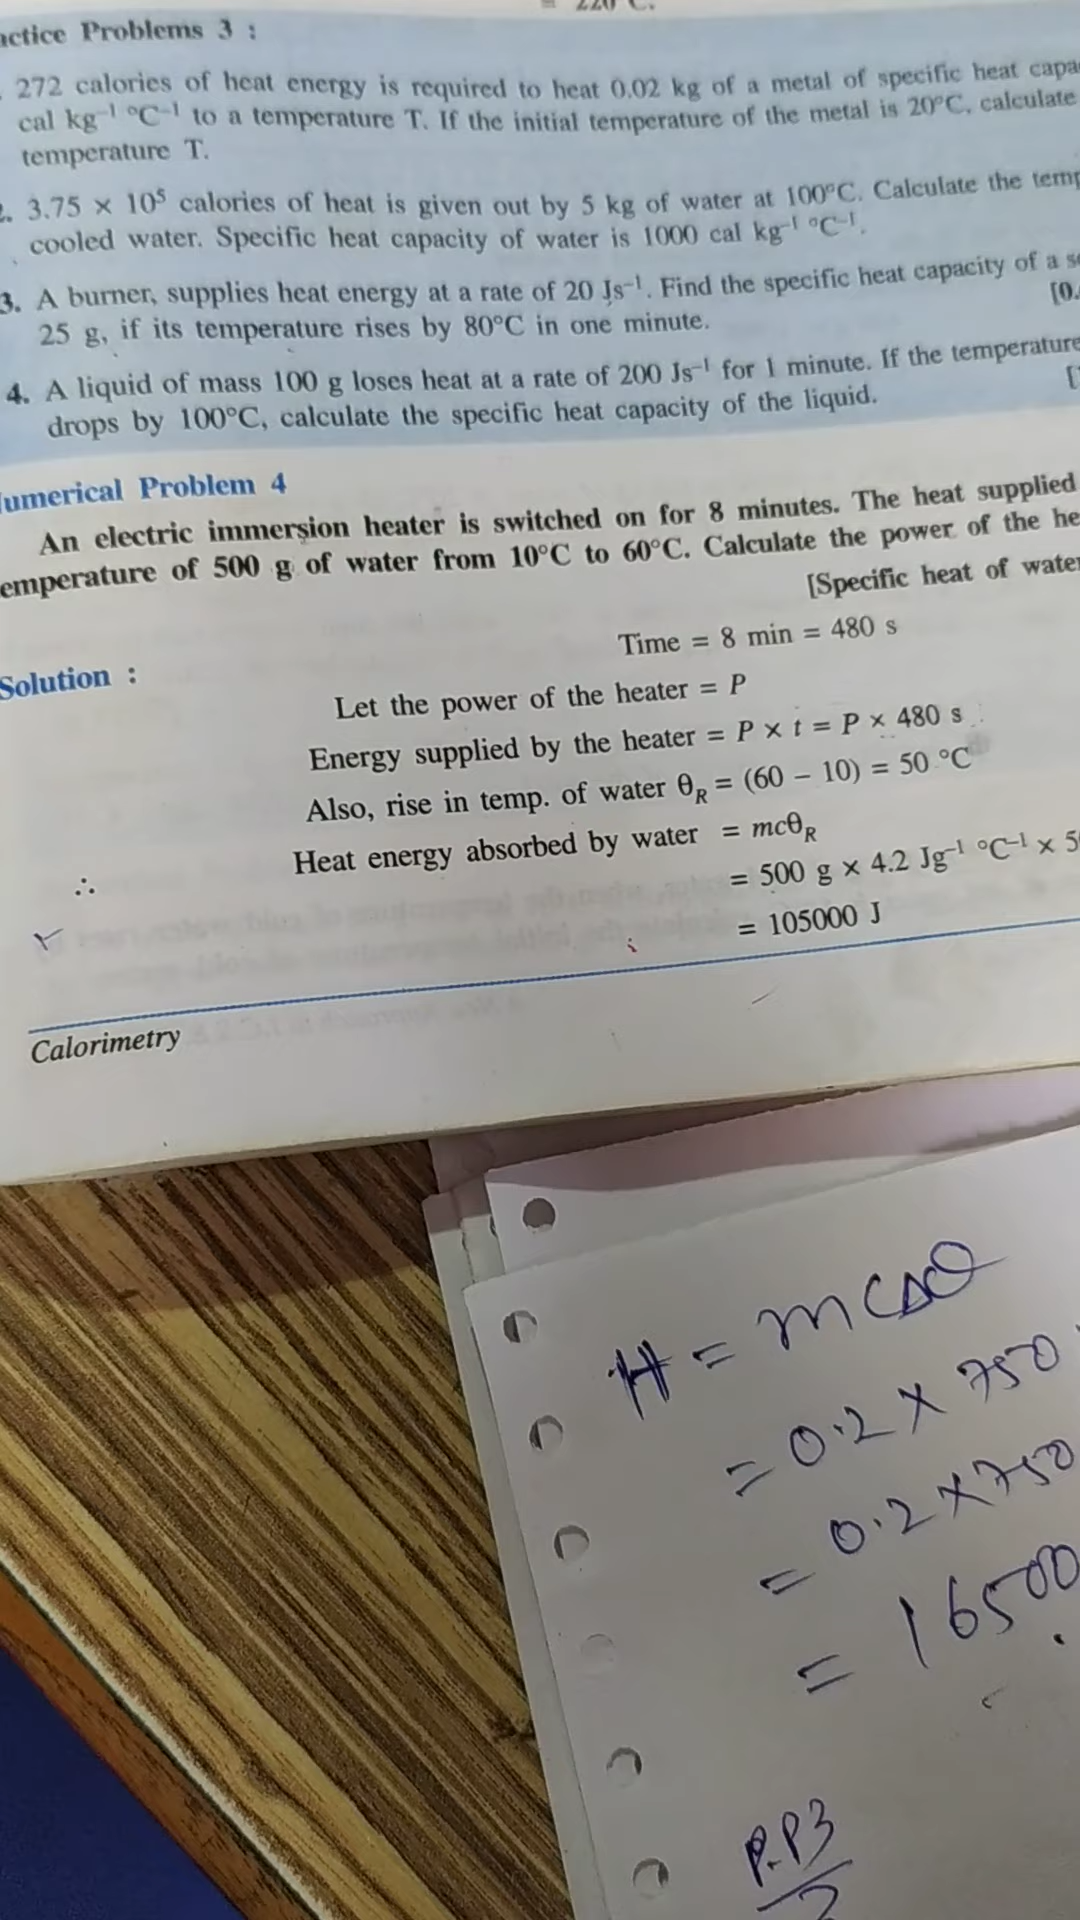 = 220°C.
actice Problems 3 :
272 calories of heat energy is required to heat 0.02 kg of a metal of specific heat capa
cal kg⁻¹ °C⁻¹ to a temperature T. If the initial temperature of the metal is 20°C, calculate
temperature T.
2. 3.75 × 10⁵ calories of heat is given out by 5 kg of water at 100°C. Calculate the temp
cooled water. Specific heat capacity of water is 1000 cal kg⁻¹ °C⁻¹.
3. A burner, supplies heat energy at a rate of 20 Js⁻¹. Find the specific heat capacity of a s
25 g, if its temperature rises by 80°C in one minute. [0.
4. A liquid of mass 100 g loses heat at a rate of 200 Js⁻¹ for 1 minute. If the temperature
drops by 100°C, calculate the specific heat capacity of the liquid. [
umerical Problem 4
An electric immersion heater is switched on for 8 minutes. The heat supplied
emperature of 500 g of water from 10°C to 60°C. Calculate the power of the he
[Specific heat of water
Solution : Time = 8 min = 480 s
Let the power of the heater = P
Energy supplied by the heater = P × t = P × 480 s
Also, rise in temp. of water θR = (60 – 10) = 50 °C
∴ Heat energy absorbed by water = mcθR
= 500 g × 4.2 Jg⁻¹ °C⁻¹ × 5
= 105000 J
Calorimetry
H = mcΔθ
= 0.2 × 750
= 0.2 × 750
= 16500
P.P3